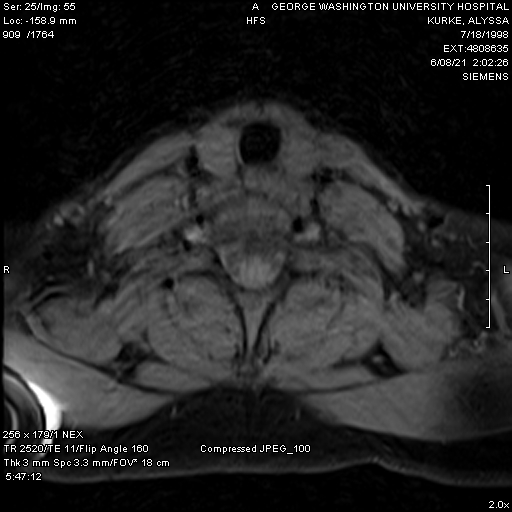 Ser: 25/Img: 55
Loc: -158.9 mm
909 /1764
A
HFS
GEORGE WASHINGTON UNIVERSITY HOSPITAL
KURKE, ALYSSA
7/18/1998
EXT:4808635
6/08/21 2:02:26
SIEMENS
R
L
256 x 179/1 NEX
TR 2520/TE 11/Flip Angle 160
Thk 3 mm Spc 3.3 mm/FOV* 18 cm
5:47:12
Compressed JPEG_100
2.0x